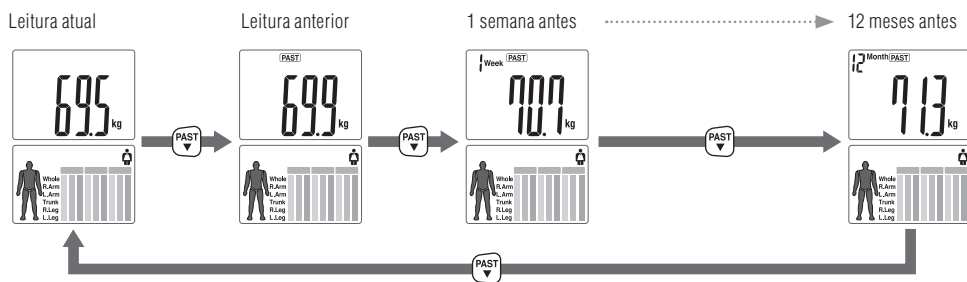 Leitura atual
Leitura anterior
1 semana antes
12 meses antes
69.5 kg
PAST
69.9 kg
1 Week PAST
70.7 kg
12 Month PAST
71.3 kg
PAST
PAST
PAST
Whole
R.Arm
L.Arm
Trunk
R.Leg
L.Leg
Whole
R.Arm
L.Arm
Trunk
R.Leg
L.Leg
Whole
R.Arm
L.Arm
Trunk
R.Leg
L.Leg
Whole
R.Arm
L.Arm
Trunk
R.Leg
L.Leg
PAST